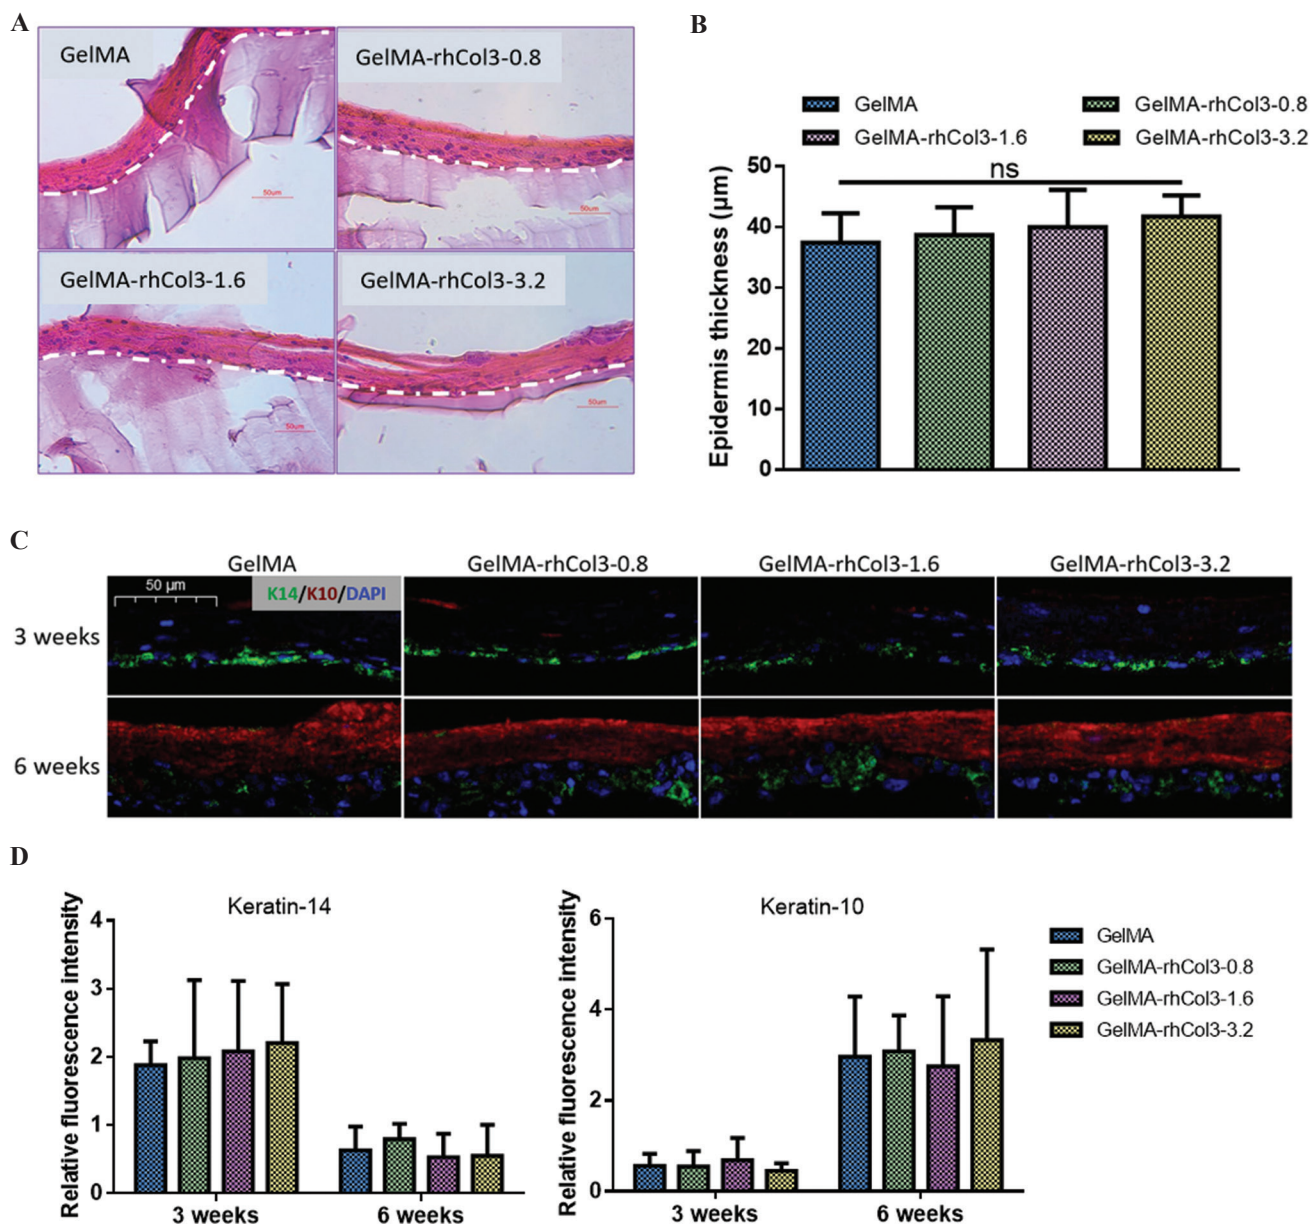 A
GelMA
GelMA-rhCol3-0.8
50um
50um
GelMA-rhCol3-1.6
GelMA-rhCol3-3.2
50um
50um
B
GelMA
GelMA-rhCol3-0.8
GelMA-rhCol3-1.6
GelMA-rhCol3-3.2
Epidermis thickness (μm)
50
40
30
20
10
0
ns
C
GelMA
GelMA-rhCol3-0.8
GelMA-rhCol3-1.6
GelMA-rhCol3-3.2
50 μm
K14/K10/DAPI
3 weeks
6 weeks
D
Keratin-14
Relative fluorescence intensity
4
3
2
1
0
3 weeks
6 weeks
Keratin-10
Relative fluorescence intensity
6
4
2
0
3 weeks
6 weeks
GelMA
GelMA-rhCol3-0.8
GelMA-rhCol3-1.6
GelMA-rhCol3-3.2